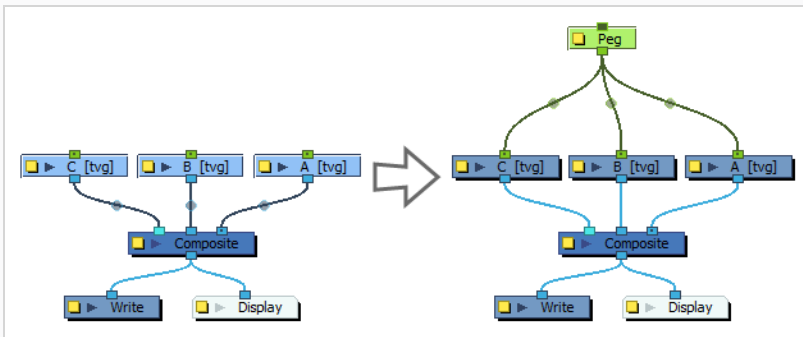 Peg
C [tvg] B [tvg] A [tvg] C [tvg] B [tvg] A [tvg]
Composite Composite
Write Display Write Display